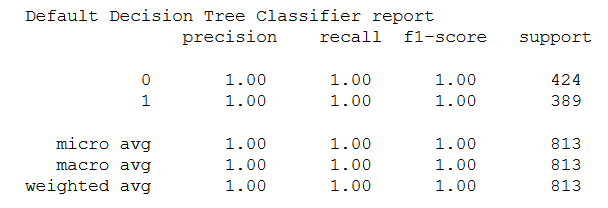 Default Decision Tree Classifier report
precision recall f1-score support
0 1.00 1.00 1.00 424
1 1.00 1.00 1.00 389
micro avg 1.00 1.00 1.00 813
macro avg 1.00 1.00 1.00 813
weighted avg 1.00 1.00 1.00 813